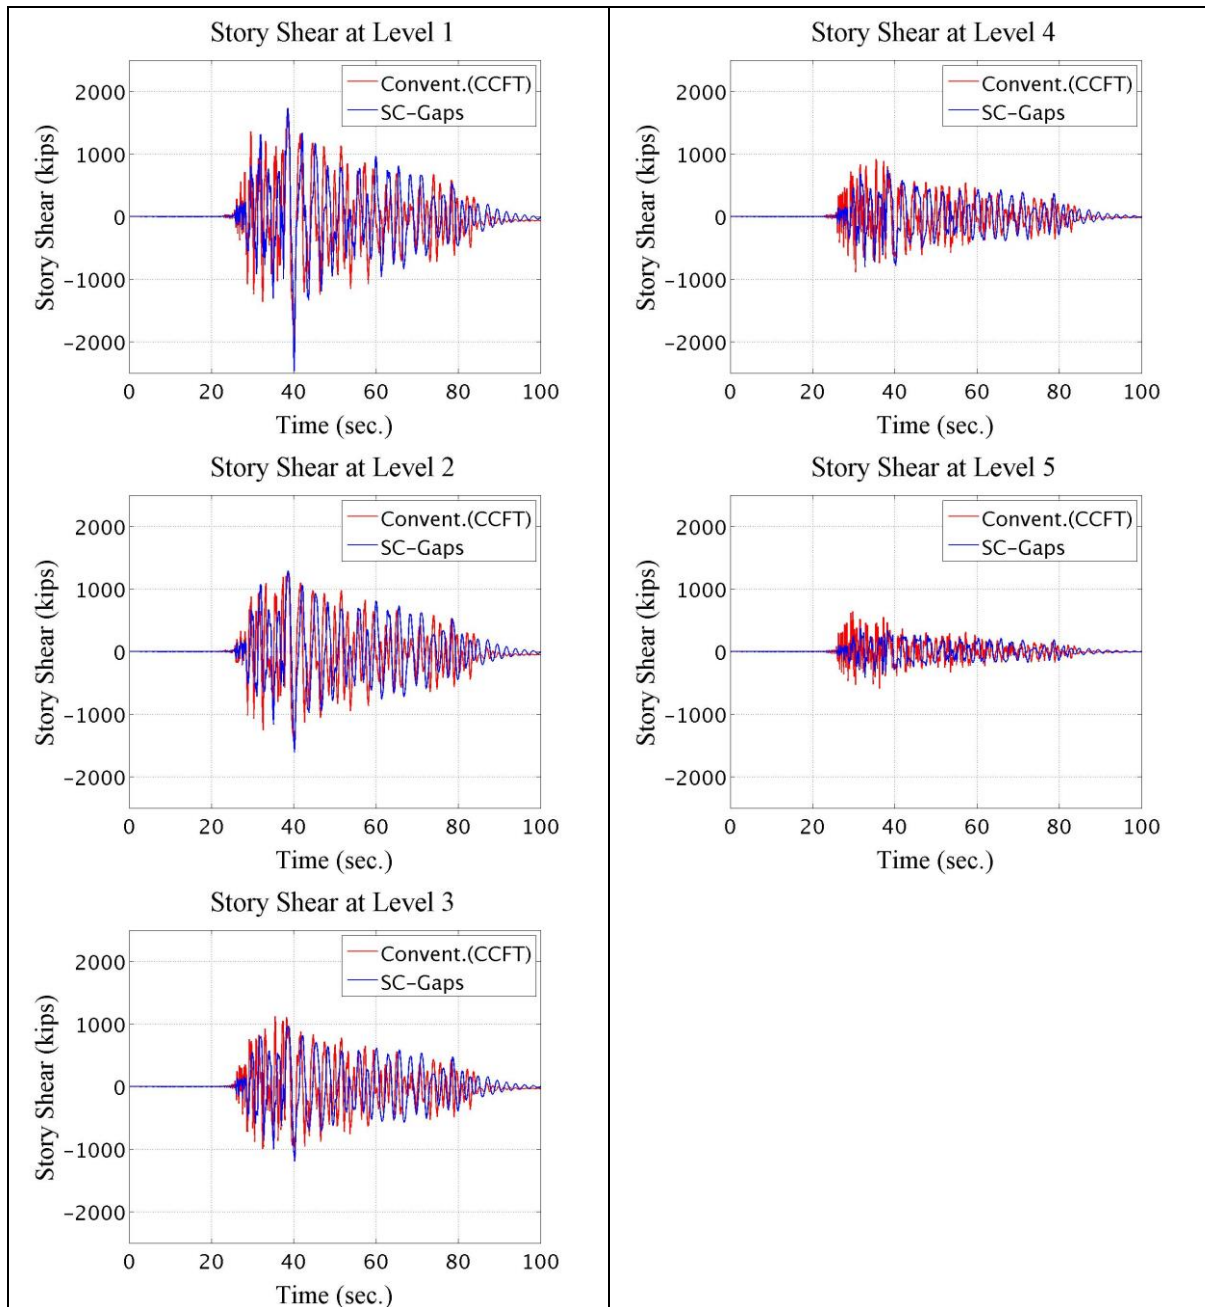 Story Shear at Level 1
Story Shear (kips)
2000
1000
0
−1000
−2000
Convent.(CCFT)
SC−Gaps
0 20 40 60 80 100
Time (sec.)
Story Shear at Level 2
Story Shear (kips)
2000
1000
0
−1000
−2000
Convent.(CCFT)
SC−Gaps
0 20 40 60 80 100
Time (sec.)
Story Shear at Level 3
Story Shear (kips)
2000
1000
0
−1000
−2000
Convent.(CCFT)
SC−Gaps
0 20 40 60 80 100
Time (sec.)
Story Shear at Level 4
Story Shear (kips)
2000
1000
0
−1000
−2000
Convent.(CCFT)
SC−Gaps
0 20 40 60 80 100
Time (sec.)
Story Shear at Level 5
Story Shear (kips)
2000
1000
0
−1000
−2000
Convent.(CCFT)
SC−Gaps
0 20 40 60 80 100
Time (sec.)